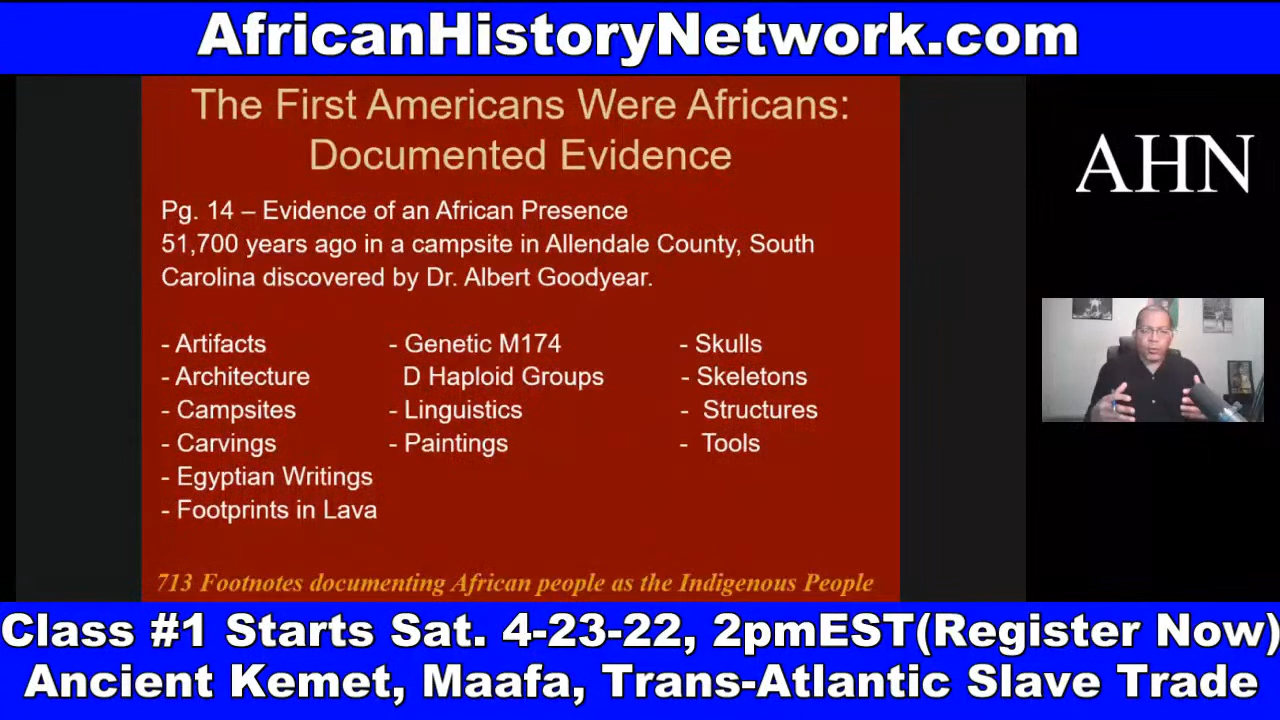 AfricanHistoryNetwork.com
The First Americans Were Africans:
Documented Evidence
Pg. 14 – Evidence of an African Presence
51,700 years ago in a campsite in Allendale County, South
Carolina discovered by Dr. Albert Goodyear.
- Artifacts
- Architecture
- Campsites
- Carvings
- Egyptian Writings
- Footprints in Lava
- Genetic M174
D Haploid Groups
- Linguistics
- Paintings
- Skulls
- Skeletons
- Structures
- Tools
713 Footnotes documenting African people as the Indigenous People
AHN
Class #1 Starts Sat. 4-23-22, 2pmEST(Register Now)
Ancient Kemet, Maafa, Trans-Atlantic Slave Trade